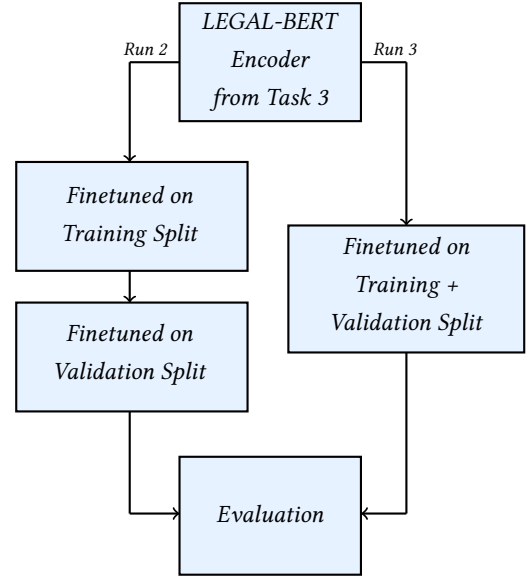 LEGAL-BERT
Encoder
from Task 3
Run 2
Run 3
Finetuned on
Training Split
Finetuned on
Training +
Validation Split
Finetuned on
Validation Split
Evaluation